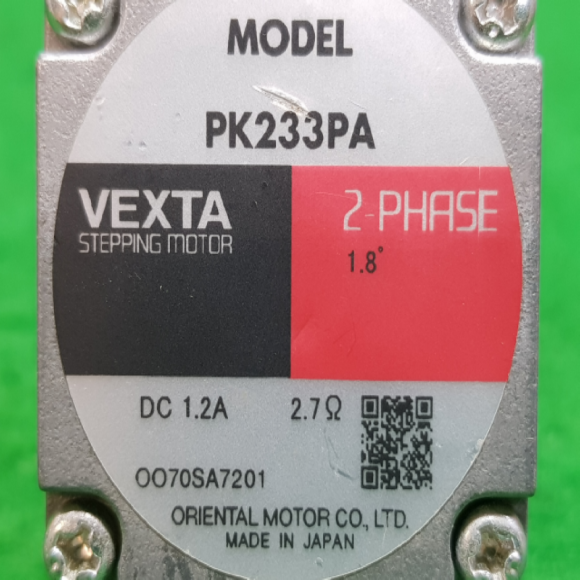 MODEL
PK233PA
VEXTA
STEPPING MOTOR
2-PHASE
1.8°
DC 1.2A 2.7Ω
OO70SA7201
ORIENTAL MOTOR CO., LTD.
MADE IN JAPAN